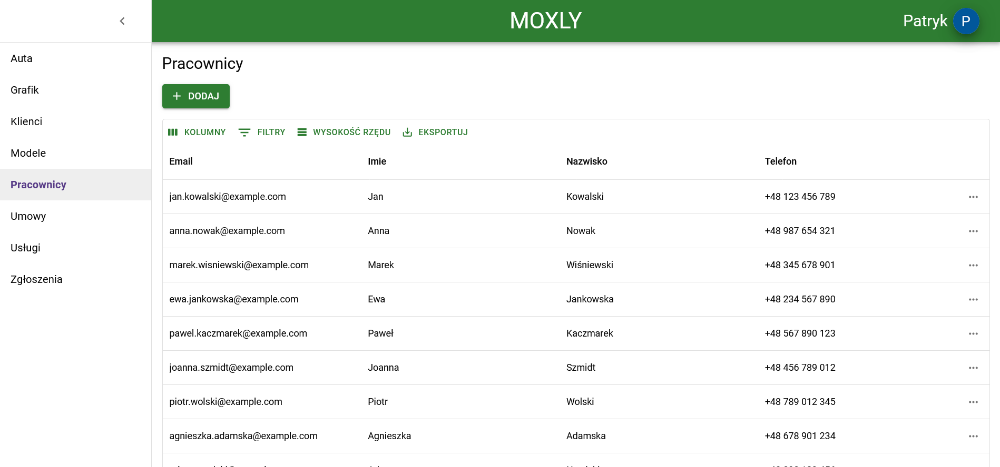 MOXLY
Patryk P
Auta
Grafik
Klienci
Modele
Pracownicy
Umowy
Usługi
Zgłoszenia
Pracownicy
DODAJ
KOLUMNY FILTRY WYSOKOŚĆ RZĘDU EKSPORTUJ
Email Imie Nazwisko Telefon
jan.kowalski@example.com Jan Kowalski +48 123 456 789
anna.nowak@example.com Anna Nowak +48 987 654 321
marek.wisniewski@example.com Marek Wiśniewski +48 345 678 901
ewa.jankowska@example.com Ewa Jankowska +48 234 567 890
pawel.kaczmarek@example.com Paweł Kaczmarek +48 567 890 123
joanna.szmidt@example.com Joanna Szmidt +48 456 789 012
piotr.wolski@example.com Piotr Wolski +48 789 012 345
agnieszka.adamska@example.com Agnieszka Adamska +48 678 901 234